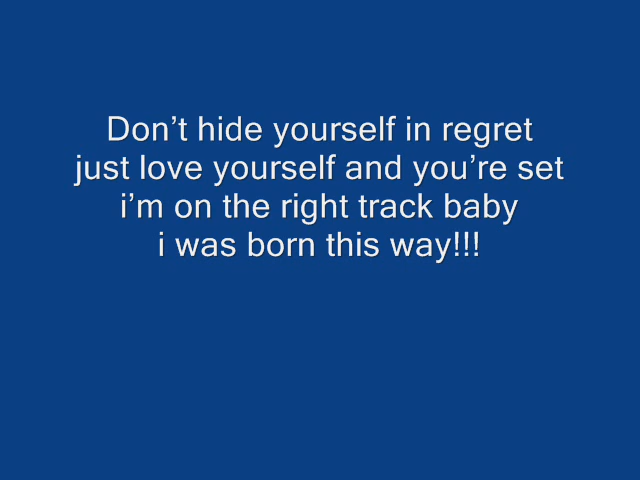 Don’t hide yourself in regret
just love yourself and you’re set
i’m on the right track baby
i was born this way!!!